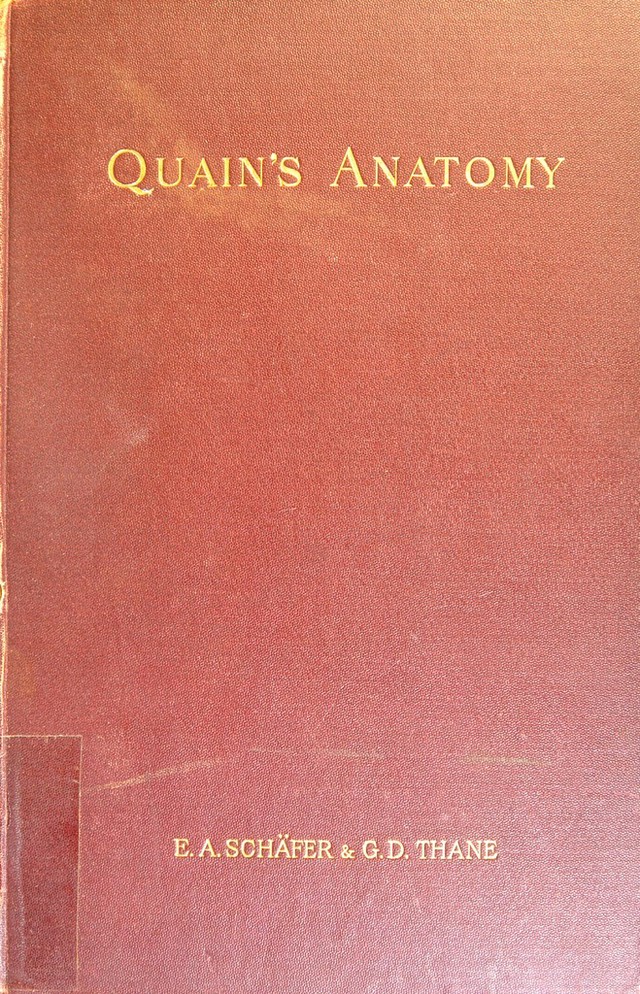 QUAIN'S ANATOMY
E. A. SCHÄFER & G. D. THANE